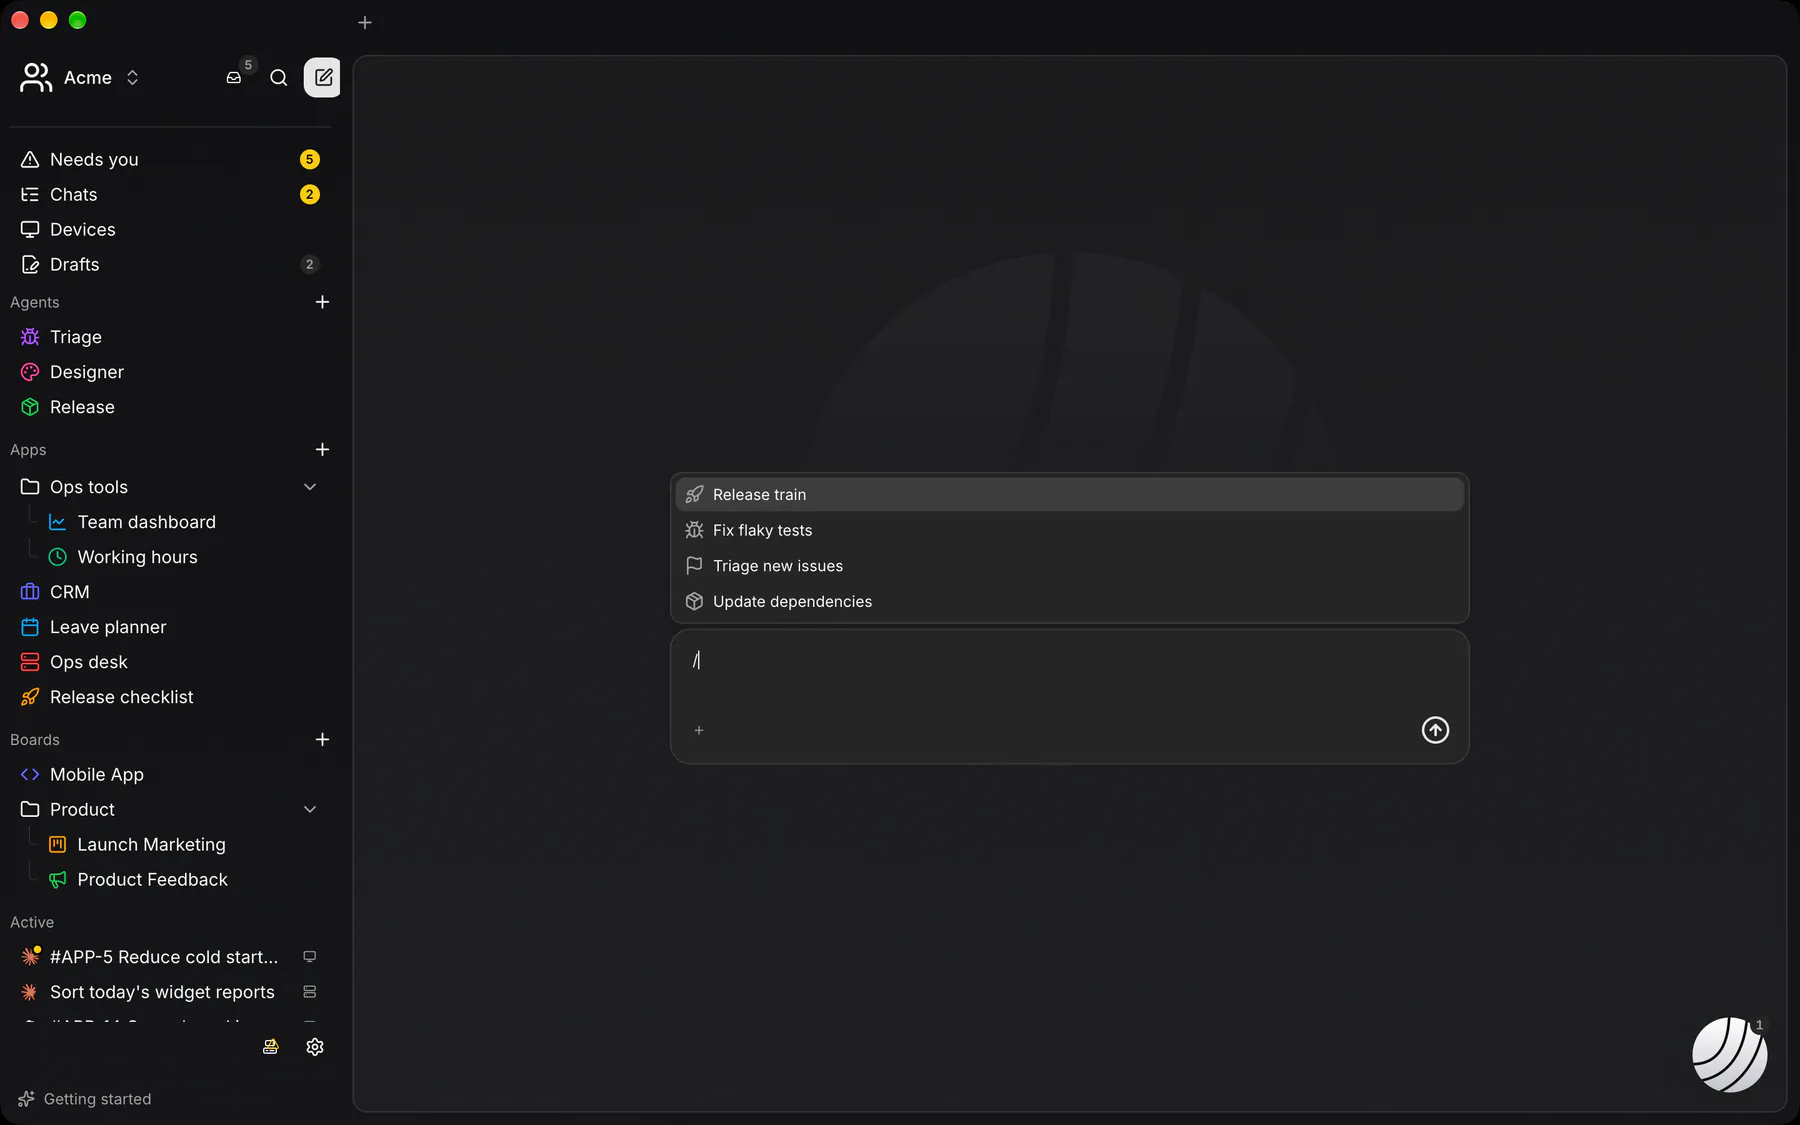 Acme
5
Needs you
5
Chats
2
Devices
Drafts
2
Agents
Triage
Designer
Release
Apps
Ops tools
Team dashboard
Working hours
CRM
Leave planner
Ops desk
Release checklist
Boards
Mobile App
Product
Launch Marketing
Product Feedback
Active
#APP-5 Reduce cold start...
Sort today's widget reports
Getting started
Release train
Fix flaky tests
Triage new issues
Update dependencies
/
1